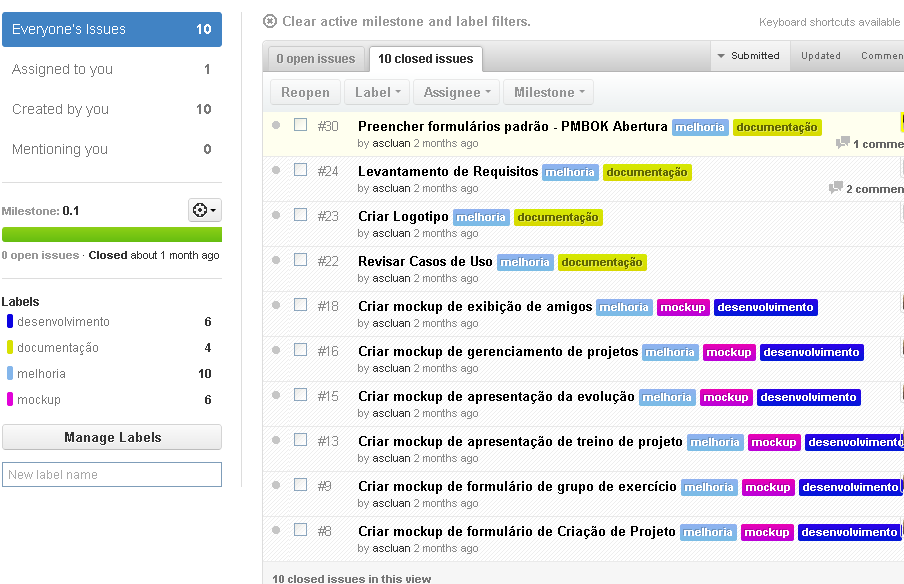 Everyone's Issues 10
Assigned to you 1
Created by you 10
Mentioning you 0
Milestone: 0.1
0 open issues · Closed about 1 month ago
Labels
desenvolvimento 6
documentação 4
melhoria 10
mockup 6
Manage Labels
New label name
Clear active milestone and label filters.
Keyboard shortcuts available
0 open issues 10 closed issues Submitted Updated Commen
Reopen Label Assignee Milestone
#30 Preencher formulários padrão - PMBOK Abertura melhoria documentação
by ascluan 2 months ago 1 comme
#24 Levantamento de Requisitos melhoria documentação
by ascluan 2 months ago 2 commen
#23 Criar Logotipo melhoria documentação
by ascluan 2 months ago
#22 Revisar Casos de Uso melhoria documentação
by ascluan 2 months ago
#18 Criar mockup de exibição de amigos melhoria mockup desenvolvimento
by ascluan 2 months ago
#16 Criar mockup de gerenciamento de projetos melhoria mockup desenvolvimento
by ascluan 2 months ago
#15 Criar mockup de apresentação da evolução melhoria mockup desenvolvimento
by ascluan 2 months ago
#13 Criar mockup de apresentação de treino de projeto melhoria mockup desenvolvimento
by ascluan 2 months ago
#9 Criar mockup de formulário de grupo de exercício melhoria mockup desenvolvimento
by ascluan 2 months ago
#8 Criar mockup de formulário de Criação de Projeto melhoria mockup desenvolvimento
by ascluan 2 months ago
10 closed issues in this view